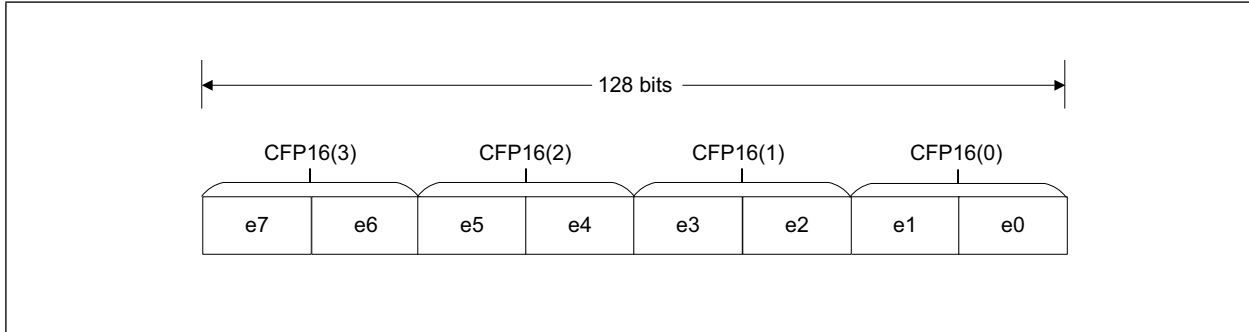 128 bits
CFP16(3) CFP16(2) CFP16(1) CFP16(0)
e7 e6 e5 e4 e3 e2 e1 e0